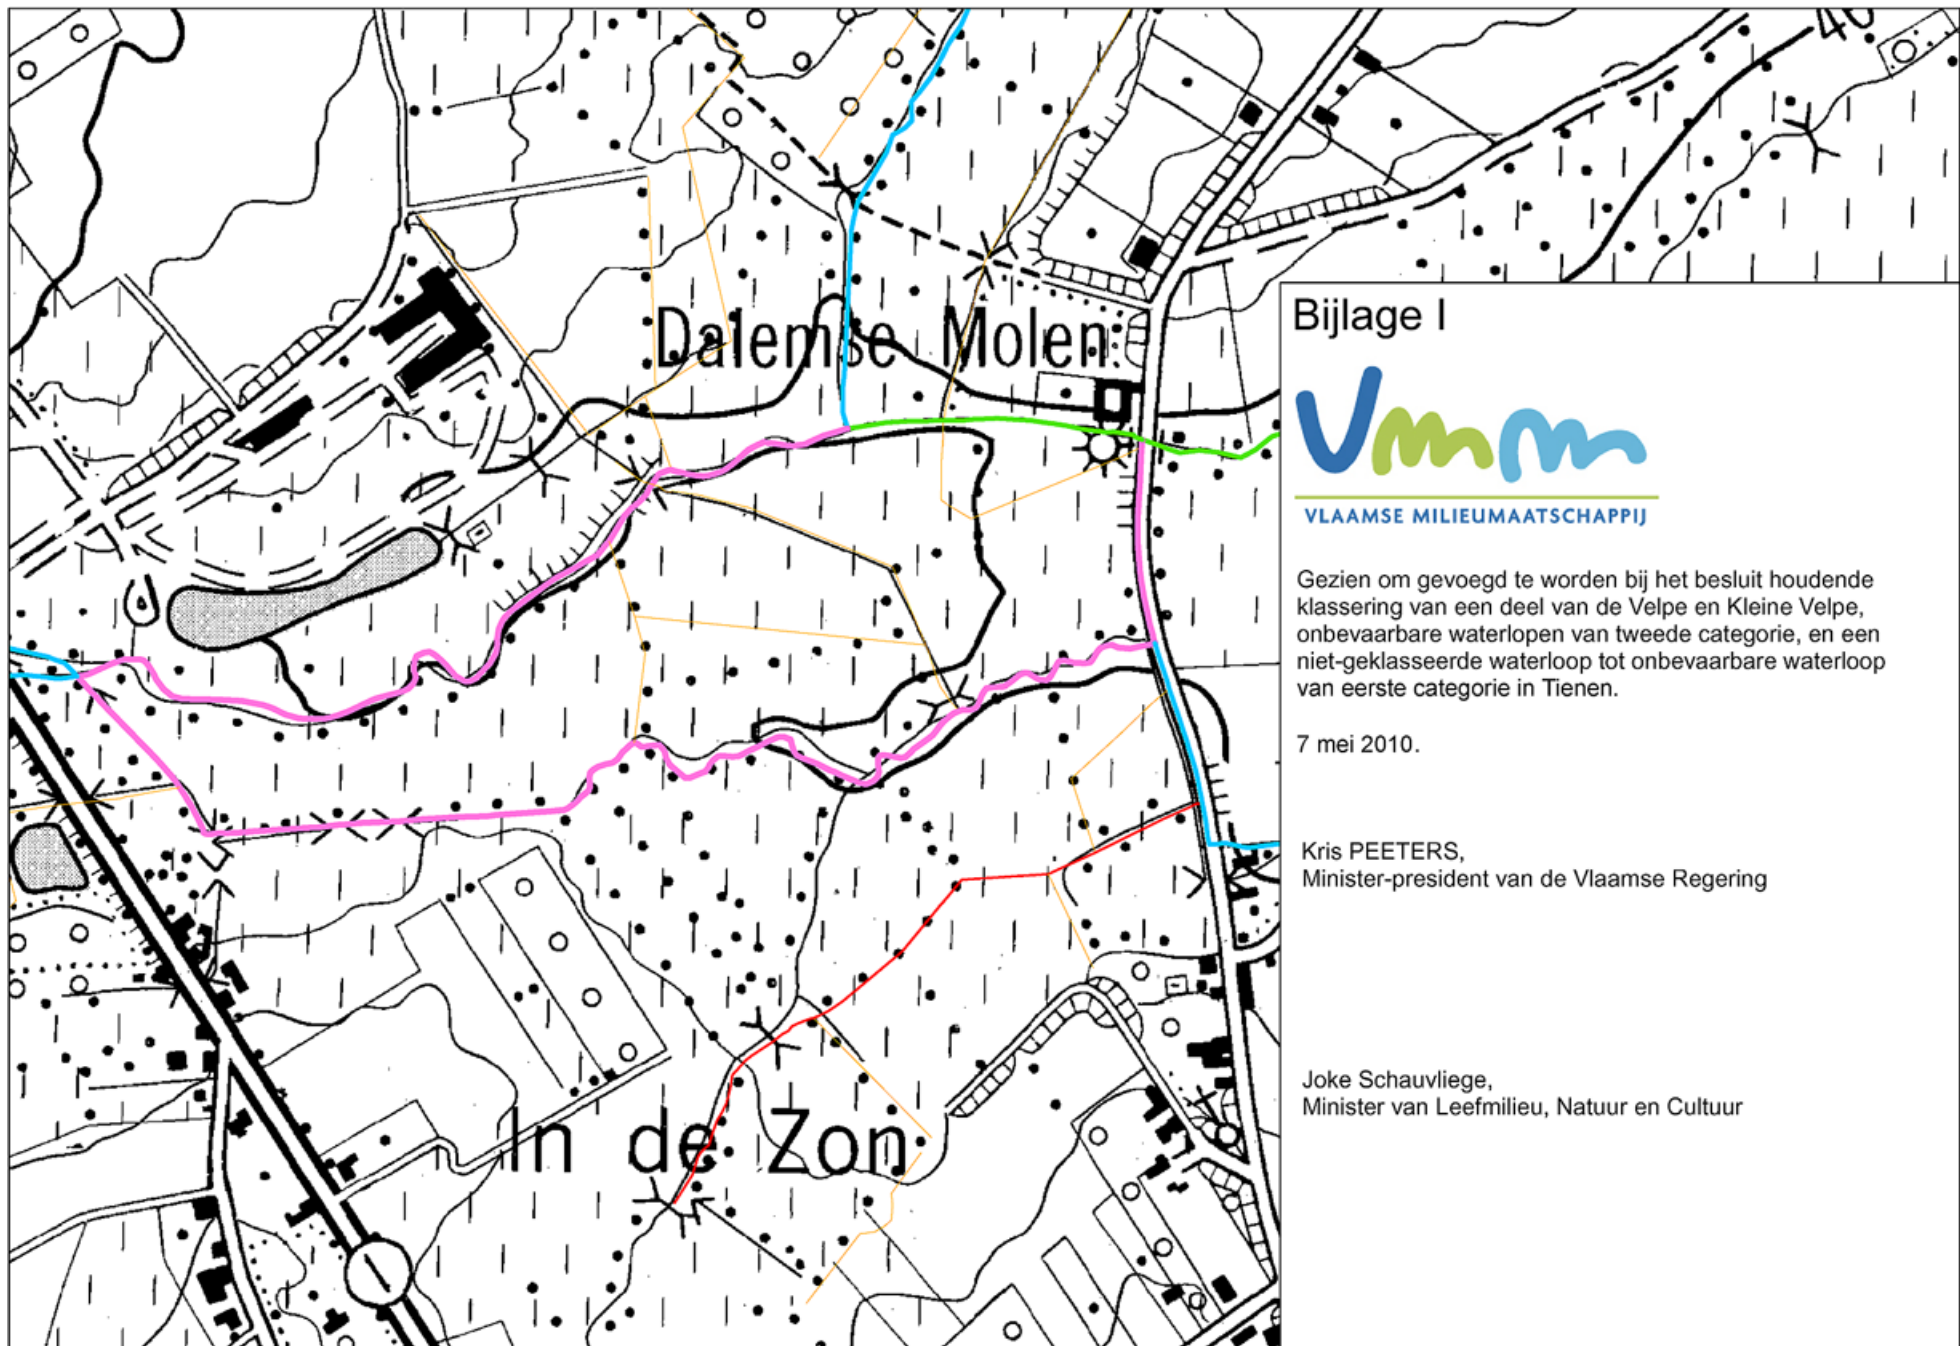 40
Dalemse Molen
In de Zon
Bijlage I
vmm
VLAAMSE MILIEUMAATSCHAPPIJ
Gezien om gevoegd te worden bij het besluit houdende
klassering van een deel van de Velpe en Kleine Velpe,
onbevaarbare waterlopen van tweede categorie, en een
niet-geklasseerde waterloop tot onbevaarbare waterloop
van eerste categorie in Tienen.
7 mei 2010.
Kris PEETERS,
Minister-president van de Vlaamse Regering
Joke Schauvliege,
Minister van Leefmilieu, Natuur en Cultuur